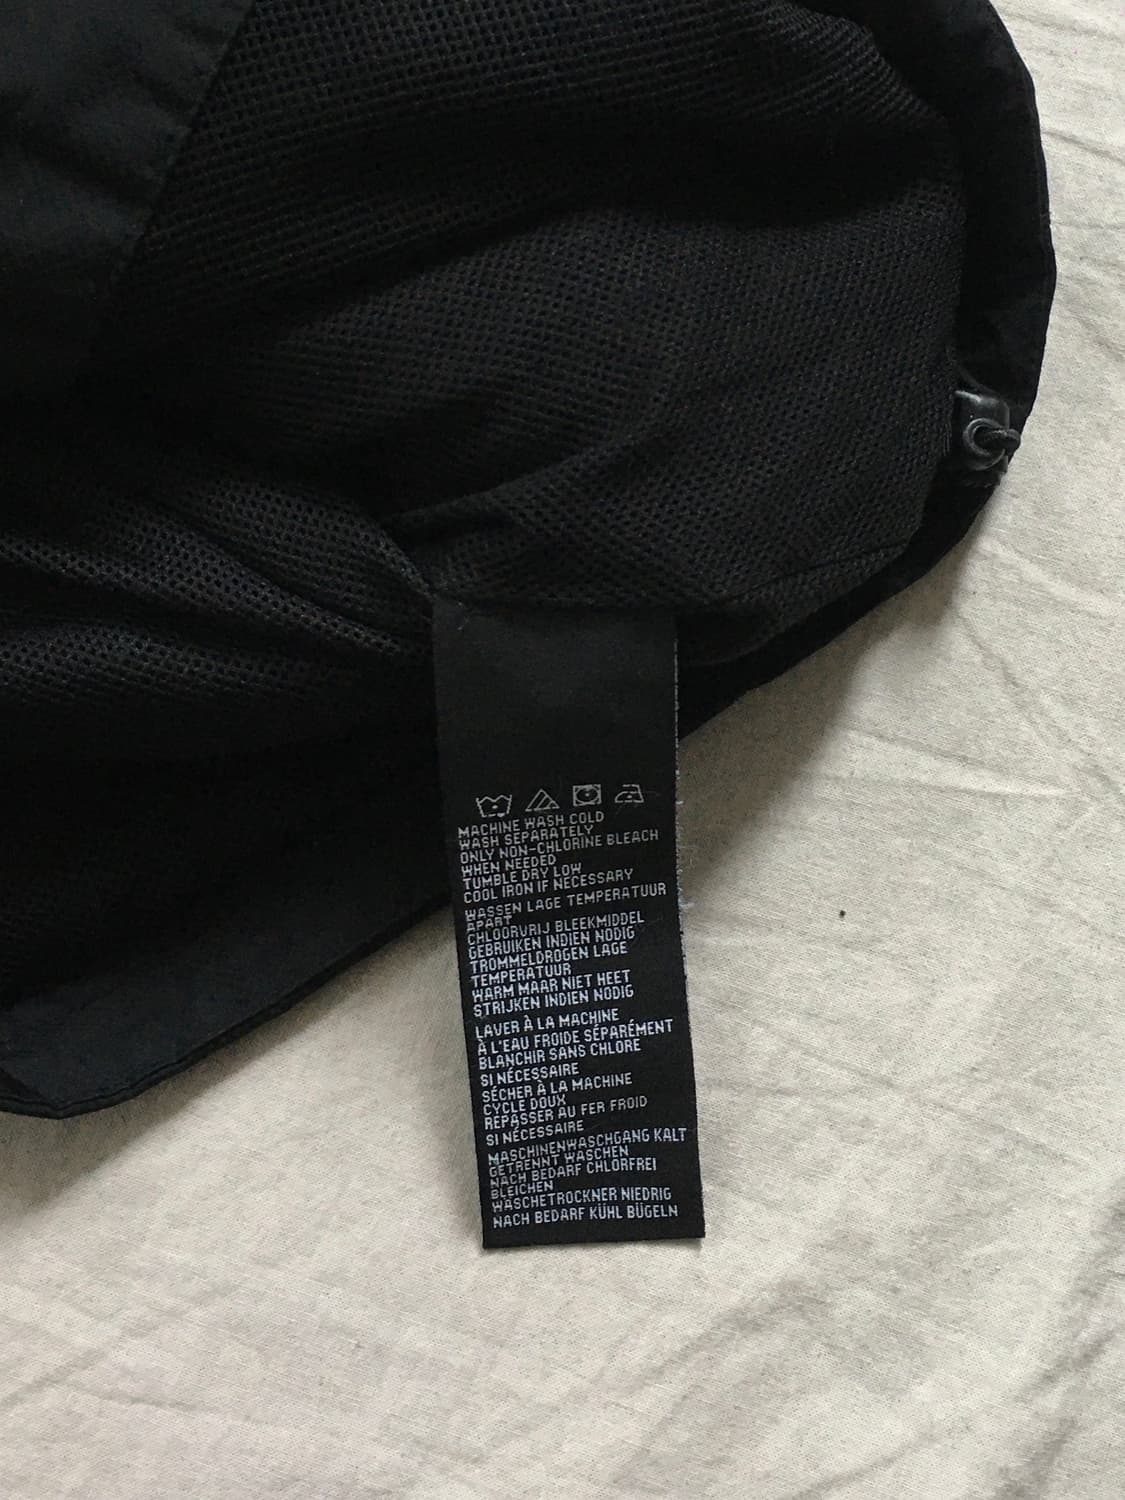 MACHINE WASH COLD
WASH SEPARATELY
ONLY NON-CHLORINE BLEACH
WHEN NEEDED
TUMBLE DRY LOW
COOL IRON IF NECESSARY
WASSEN LAGE TEMPERATUUR
APART
CHLOORVRIJ BLEEKMIDDEL
GEBRUIKEN INDIEN NODIG
TROMMELDROGEN LAGE
TEMPERATUUR
WARM MAAR NIET HEET
STRIJKEN INDIEN NODIG
LAVER À LA MACHINE
À L'EAU FROIDE SÉPARÉMENT
BLANCHIR SANS CHLORE
SI NÉCESSAIRE
SÉCHER À LA MACHINE
CYCLE DOUX
REPASSER AU FER FROID
SI NÉCESSAIRE
MASCHINENWASCHGANG KALT
GETRENNT WASCHEN
NACH BEDARF CHLORFREI
BLEICHEN
WÄSCHETROCKNER NIEDRIG
NACH BEDARF KÜHL BÜGELN